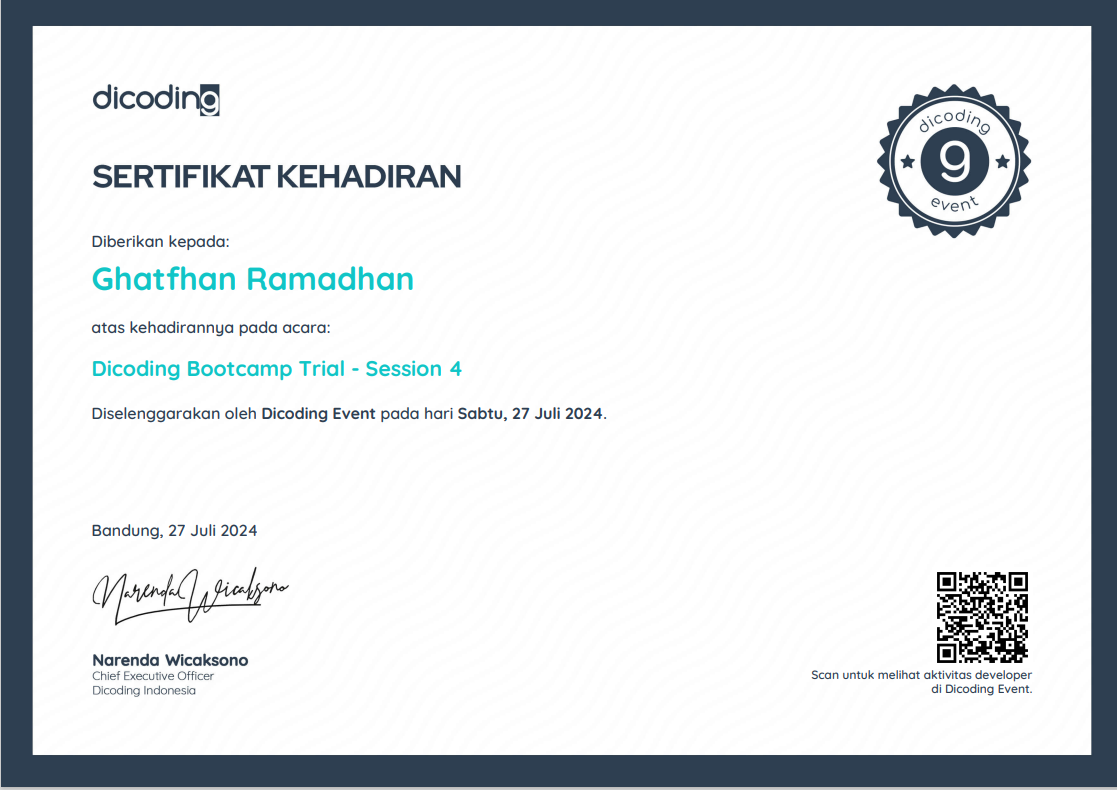 dicoding
dicoding
g
event
SERTIFIKAT KEHADIRAN
Diberikan kepada:
Ghatfhan Ramadhan
atas kehadirannya pada acara:
Dicoding Bootcamp Trial - Session 4
Diselenggarakan oleh Dicoding Event pada hari Sabtu, 27 Juli 2024.
Bandung, 27 Juli 2024
Narenda Wicaksono
Narenda Wicaksono
Chief Executive Officer
Dicoding Indonesia
Scan untuk melihat aktivitas developer
di Dicoding Event.